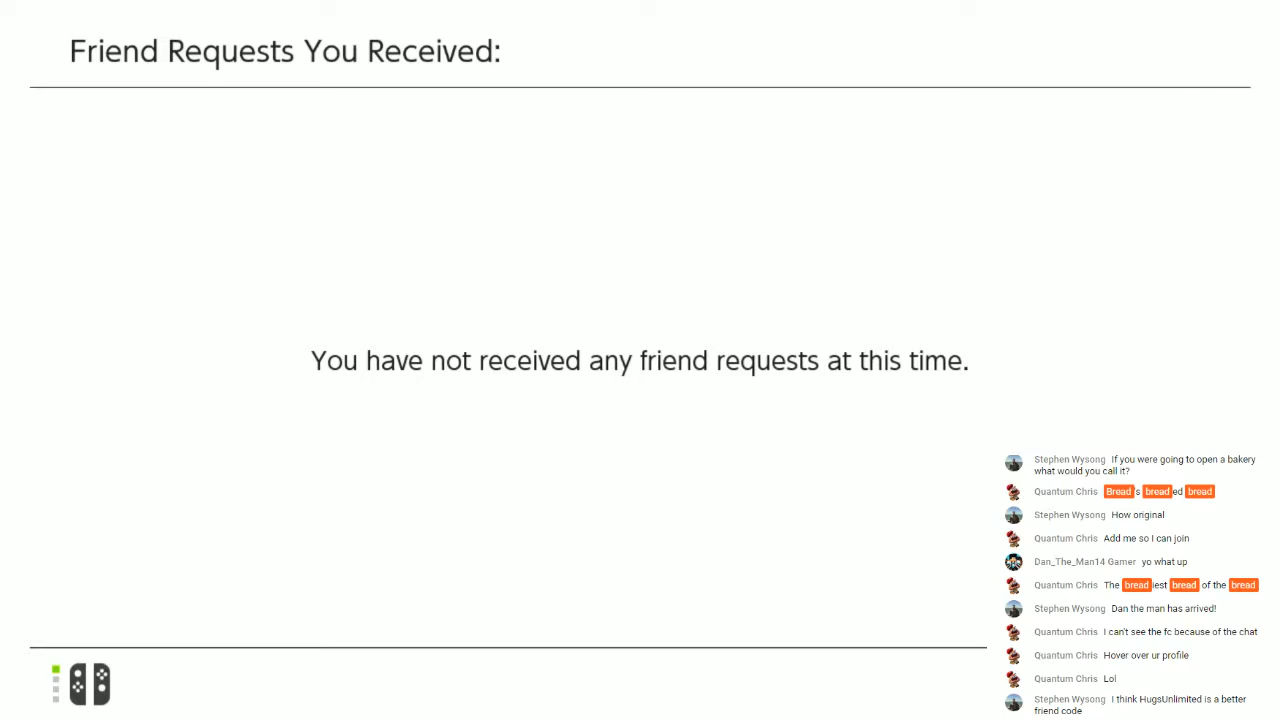 Friend Requests You Received:
You have not received any friend requests at this time.
Stephen Wysong If you were going to open a bakery
what would you call it?
Quantum Chris Bread's breaded bread
Stephen Wysong How original
Quantum Chris Add me so I can join
Dan_The_Man14 Gamer yo what up
Quantum Chris The breadiest bread of the bread
Stephen Wysong Dan the man has arrived!
Quantum Chris I can't see the fc because of the chat
Quantum Chris Hover over ur profile
Quantum Chris Lol
Stephen Wysong I think HugsUnlimited is a better
friend code